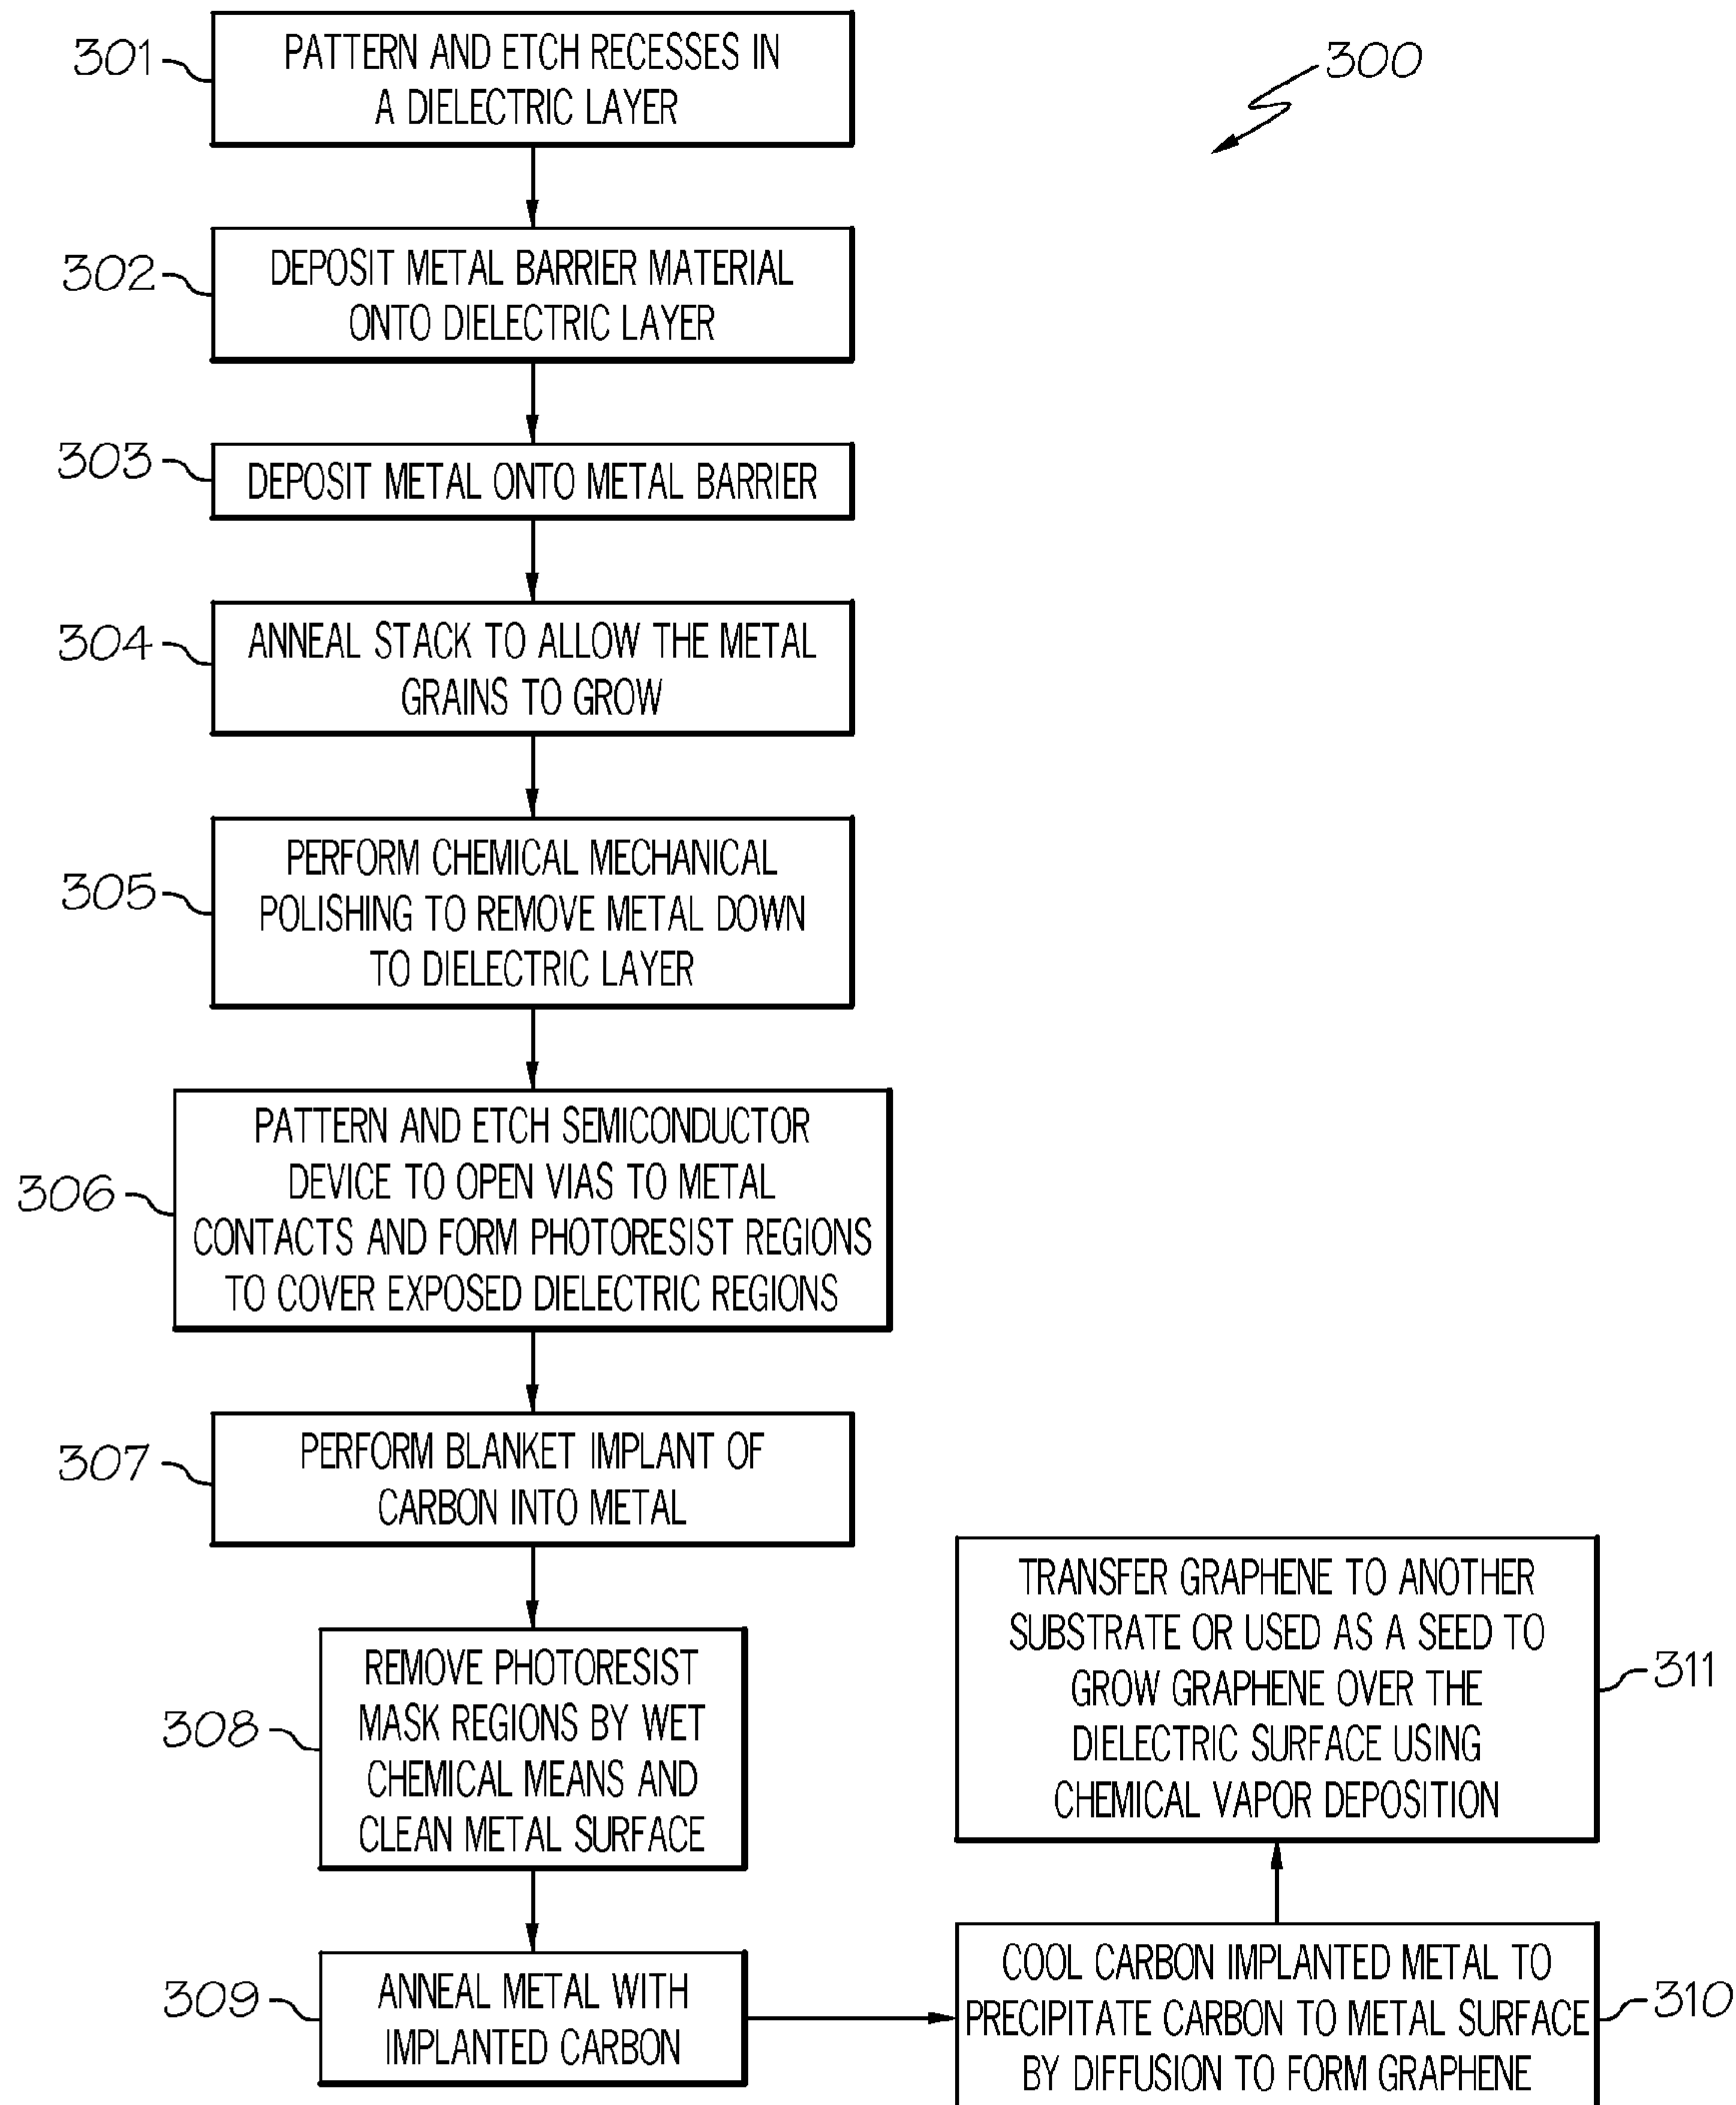 301
PATTERN AND ETCH RECESSES IN
A DIELECTRIC LAYER
300
302
DEPOSIT METAL BARRIER MATERIAL
ONTO DIELECTRIC LAYER
303
DEPOSIT METAL ONTO METAL BARRIER
304
ANNEAL STACK TO ALLOW THE METAL
GRAINS TO GROW
305
PERFORM CHEMICAL MECHANICAL
POLISHING TO REMOVE METAL DOWN
TO DIELECTRIC LAYER
306
PATTERN AND ETCH SEMICONDUCTOR
DEVICE TO OPEN VIAS TO METAL
CONTACTS AND FORM PHOTORESIST REGIONS
TO COVER EXPOSED DIELECTRIC REGIONS
307
PERFORM BLANKET IMPLANT OF
CARBON INTO METAL
308
REMOVE PHOTORESIST
MASK REGIONS BY WET
CHEMICAL MEANS AND
CLEAN METAL SURFACE
309
ANNEAL METAL WITH
IMPLANTED CARBON
COOL CARBON IMPLANTED METAL TO
PRECIPITATE CARBON TO METAL SURFACE
BY DIFFUSION TO FORM GRAPHENE
310
TRANSFER GRAPHENE TO ANOTHER
SUBSTRATE OR USED AS A SEED TO
GROW GRAPHENE OVER THE
DIELECTRIC SURFACE USING
CHEMICAL VAPOR DEPOSITION
311